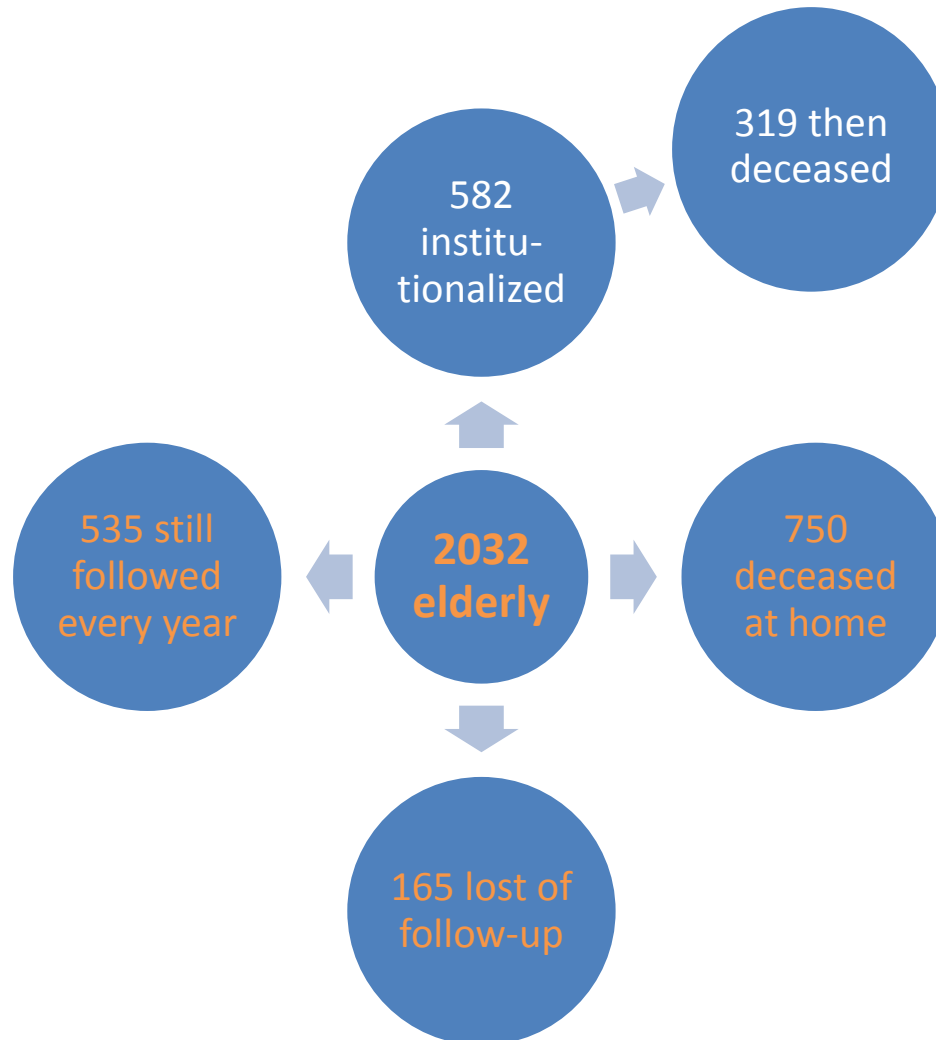 319 then
deceased
582
institu-
tionalized
535 still
followed
every year
2032
elderly
750
deceased
at home
165 lost of
follow-up